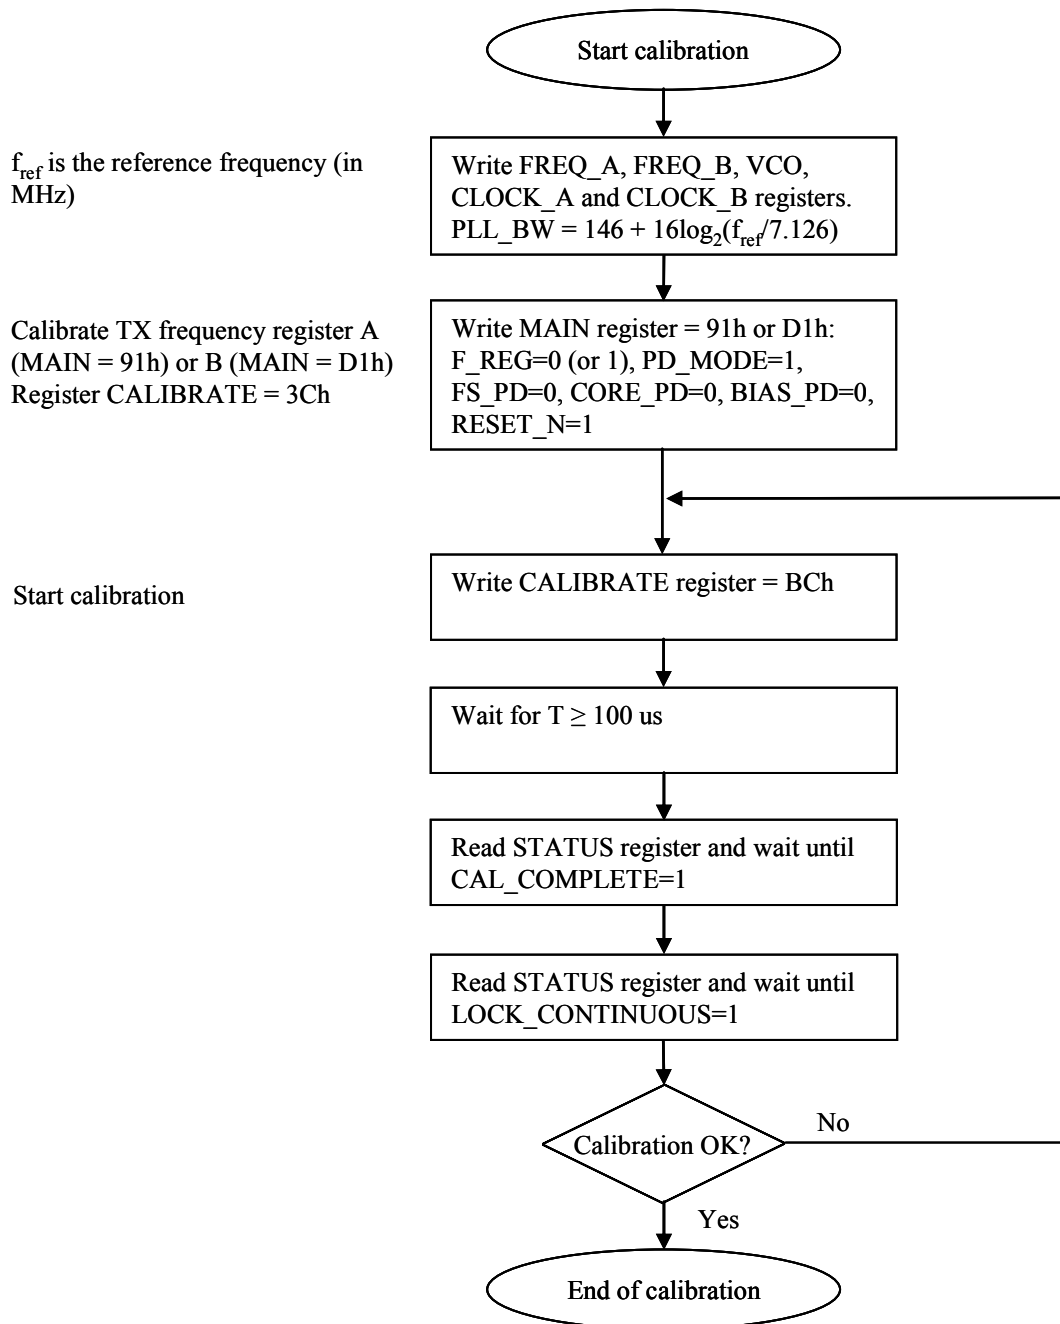 Start calibration
f_ref is the reference frequency (in
MHz)
Write FREQ_A, FREQ_B, VCO,
CLOCK_A and CLOCK_B registers.
PLL_BW = 146 + 16log₂(f_ref/7.126)
Calibrate TX frequency register A
(MAIN = 91h) or B (MAIN = D1h)
Register CALIBRATE = 3Ch
Write MAIN register = 91h or D1h:
F_REG=0 (or 1), PD_MODE=1,
FS_PD=0, CORE_PD=0, BIAS_PD=0,
RESET_N=1
Start calibration
Write CALIBRATE register = BCh
Wait for T ≥ 100 us
Read STATUS register and wait until
CAL_COMPLETE=1
Read STATUS register and wait until
LOCK_CONTINUOUS=1
Calibration OK?
No
Yes
End of calibration